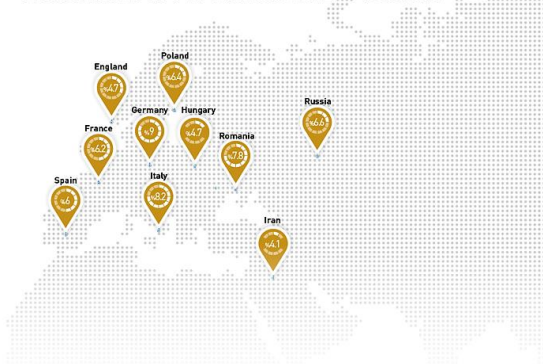 Poland
%6.4
England
%4.7
Russia
%6.6
Germany
%9
Hungary
%4.7
France
%6.2
Romania
%7.8
Italy
%8.2
Spain
%6
Iran
%4.1